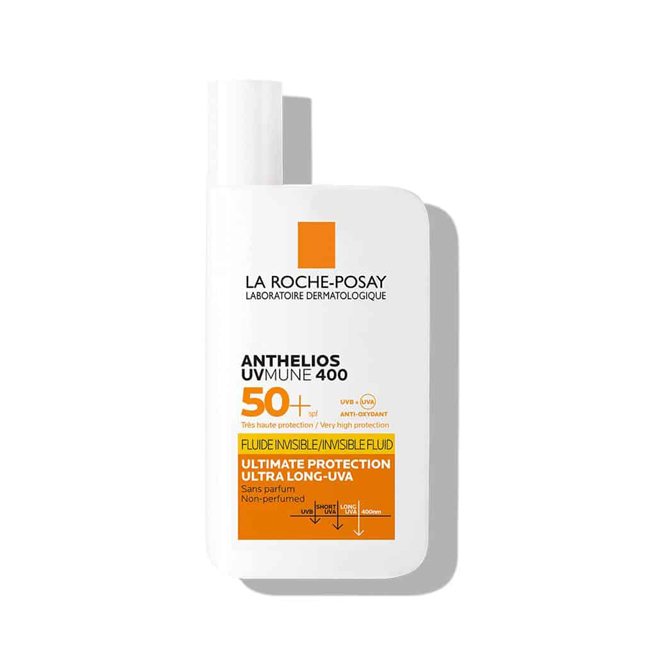 LA ROCHE-POSAY
LABORATOIRE DERMATOLOGIQUE
ANTHELIOS
UVMUNE 400
50+ spf
UVB + UVA
ANTI-OXYDANT
Très haute protection / Very high protection
FLUIDE INVISIBLE/INVISIBLE FLUID
ULTIMATE PROTECTION
ULTRA LONG-UVA
Sans parfum
Non-perfumed
UVB SHORT UVA LONG UVA 400nm